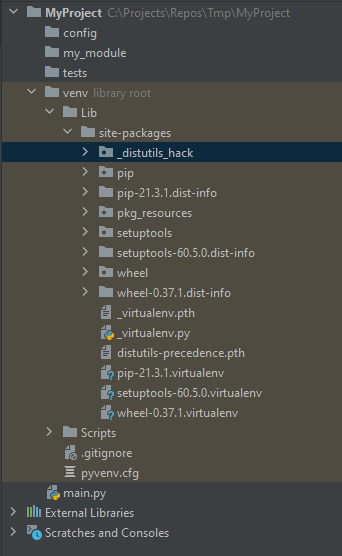 MyProject C:\Projects\Repos\Tmp\MyProject
config
my_module
tests
venv library root
Lib
site-packages
_distutils_hack
pip
pip-21.3.1.dist-info
pkg_resources
setuptools
setuptools-60.5.0.dist-info
wheel
wheel-0.37.1.dist-info
_virtualenv.pth
_virtualenv.py
distutils-precedence.pth
pip-21.3.1.virtualenv
setuptools-60.5.0.virtualenv
wheel-0.37.1.virtualenv
Scripts
.gitignore
pyvenv.cfg
main.py
External Libraries
Scratches and Consoles